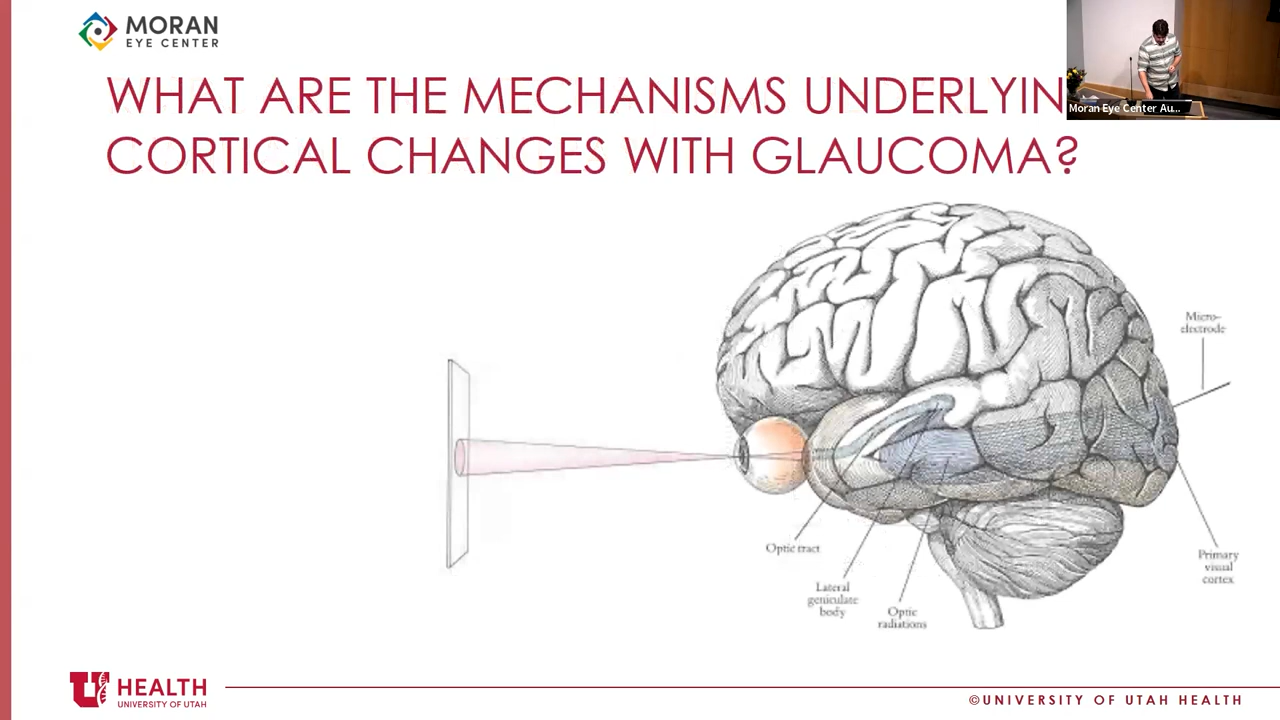 MORAN
EYE CENTER
Moran Eye Center Au...
WHAT ARE THE MECHANISMS UNDERLYIN
CORTICAL CHANGES WITH GLAUCOMA?
Micro-
electrode
Optic tract
Lateral
geniculate
body
Optic
radiations
Primary
visual
cortex
U HEALTH
UNIVERSITY OF UTAH
©UNIVERSITY OF UTAH HEALTH